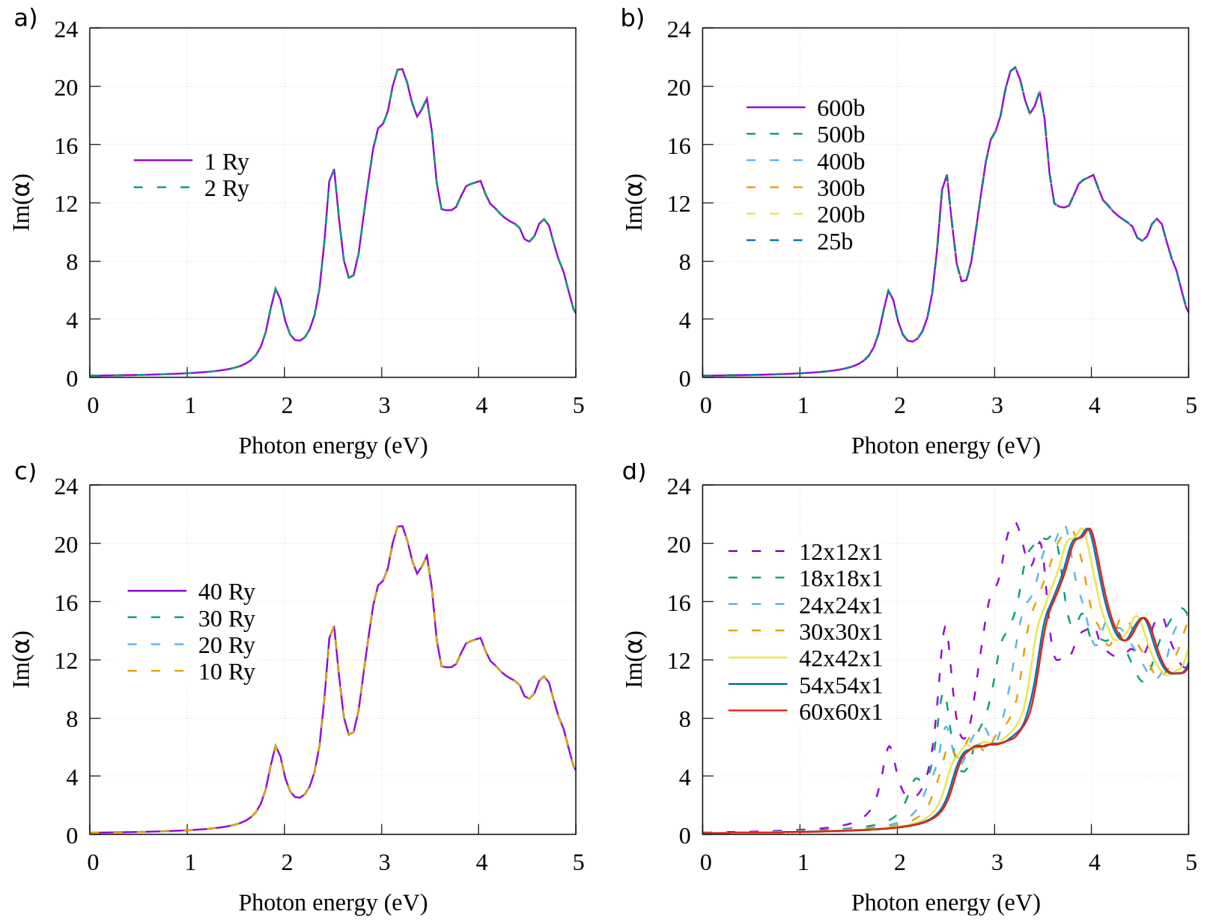 a)
24
20
16
12
8
4
0
Im(α)
1 Ry
2 Ry
0 1 2 3 4 5
Photon energy (eV)
b)
24
20
16
12
8
4
0
Im(α)
600b
500b
400b
300b
200b
25b
0 1 2 3 4 5
Photon energy (eV)
c)
24
20
16
12
8
4
0
Im(α)
40 Ry
30 Ry
20 Ry
10 Ry
0 1 2 3 4 5
Photon energy (eV)
d)
24
20
16
12
8
4
0
Im(α)
12x12x1
18x18x1
24x24x1
30x30x1
42x42x1
54x54x1
60x60x1
0 1 2 3 4 5
Photon energy (eV)